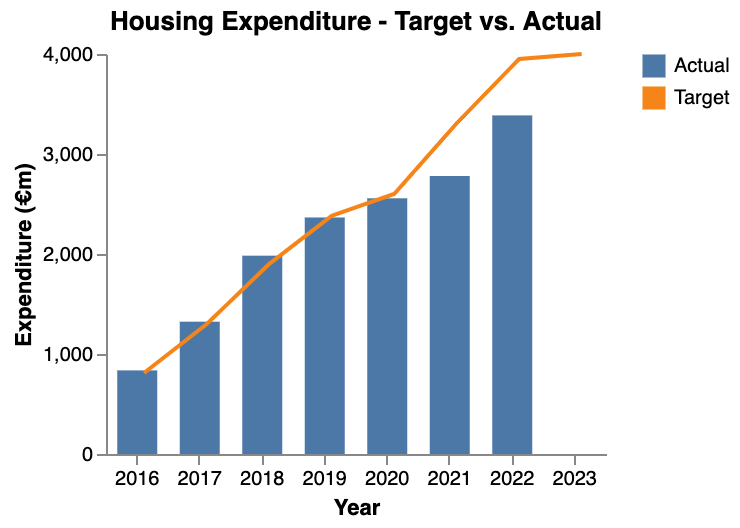 Housing Expenditure - Target vs. Actual
4,000
3,000
2,000
1,000
0
Expenditure (€m)
2016 2017 2018 2019 2020 2021 2022 2023
Year
Actual
Target